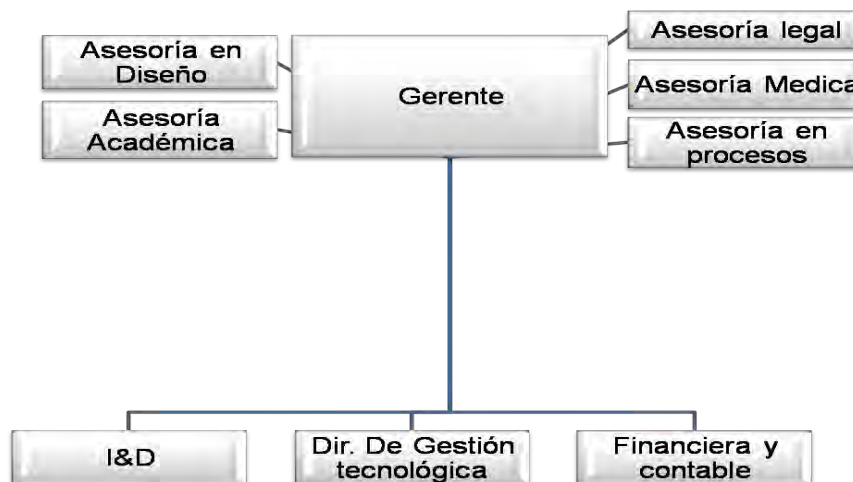 Asesoría en
Diseño
Asesoría
Académica
Gerente
Asesoría legal
Asesoría Medica
Asesoría en
procesos
I&D
Dir. De Gestión
tecnológica
Financiera y
contable